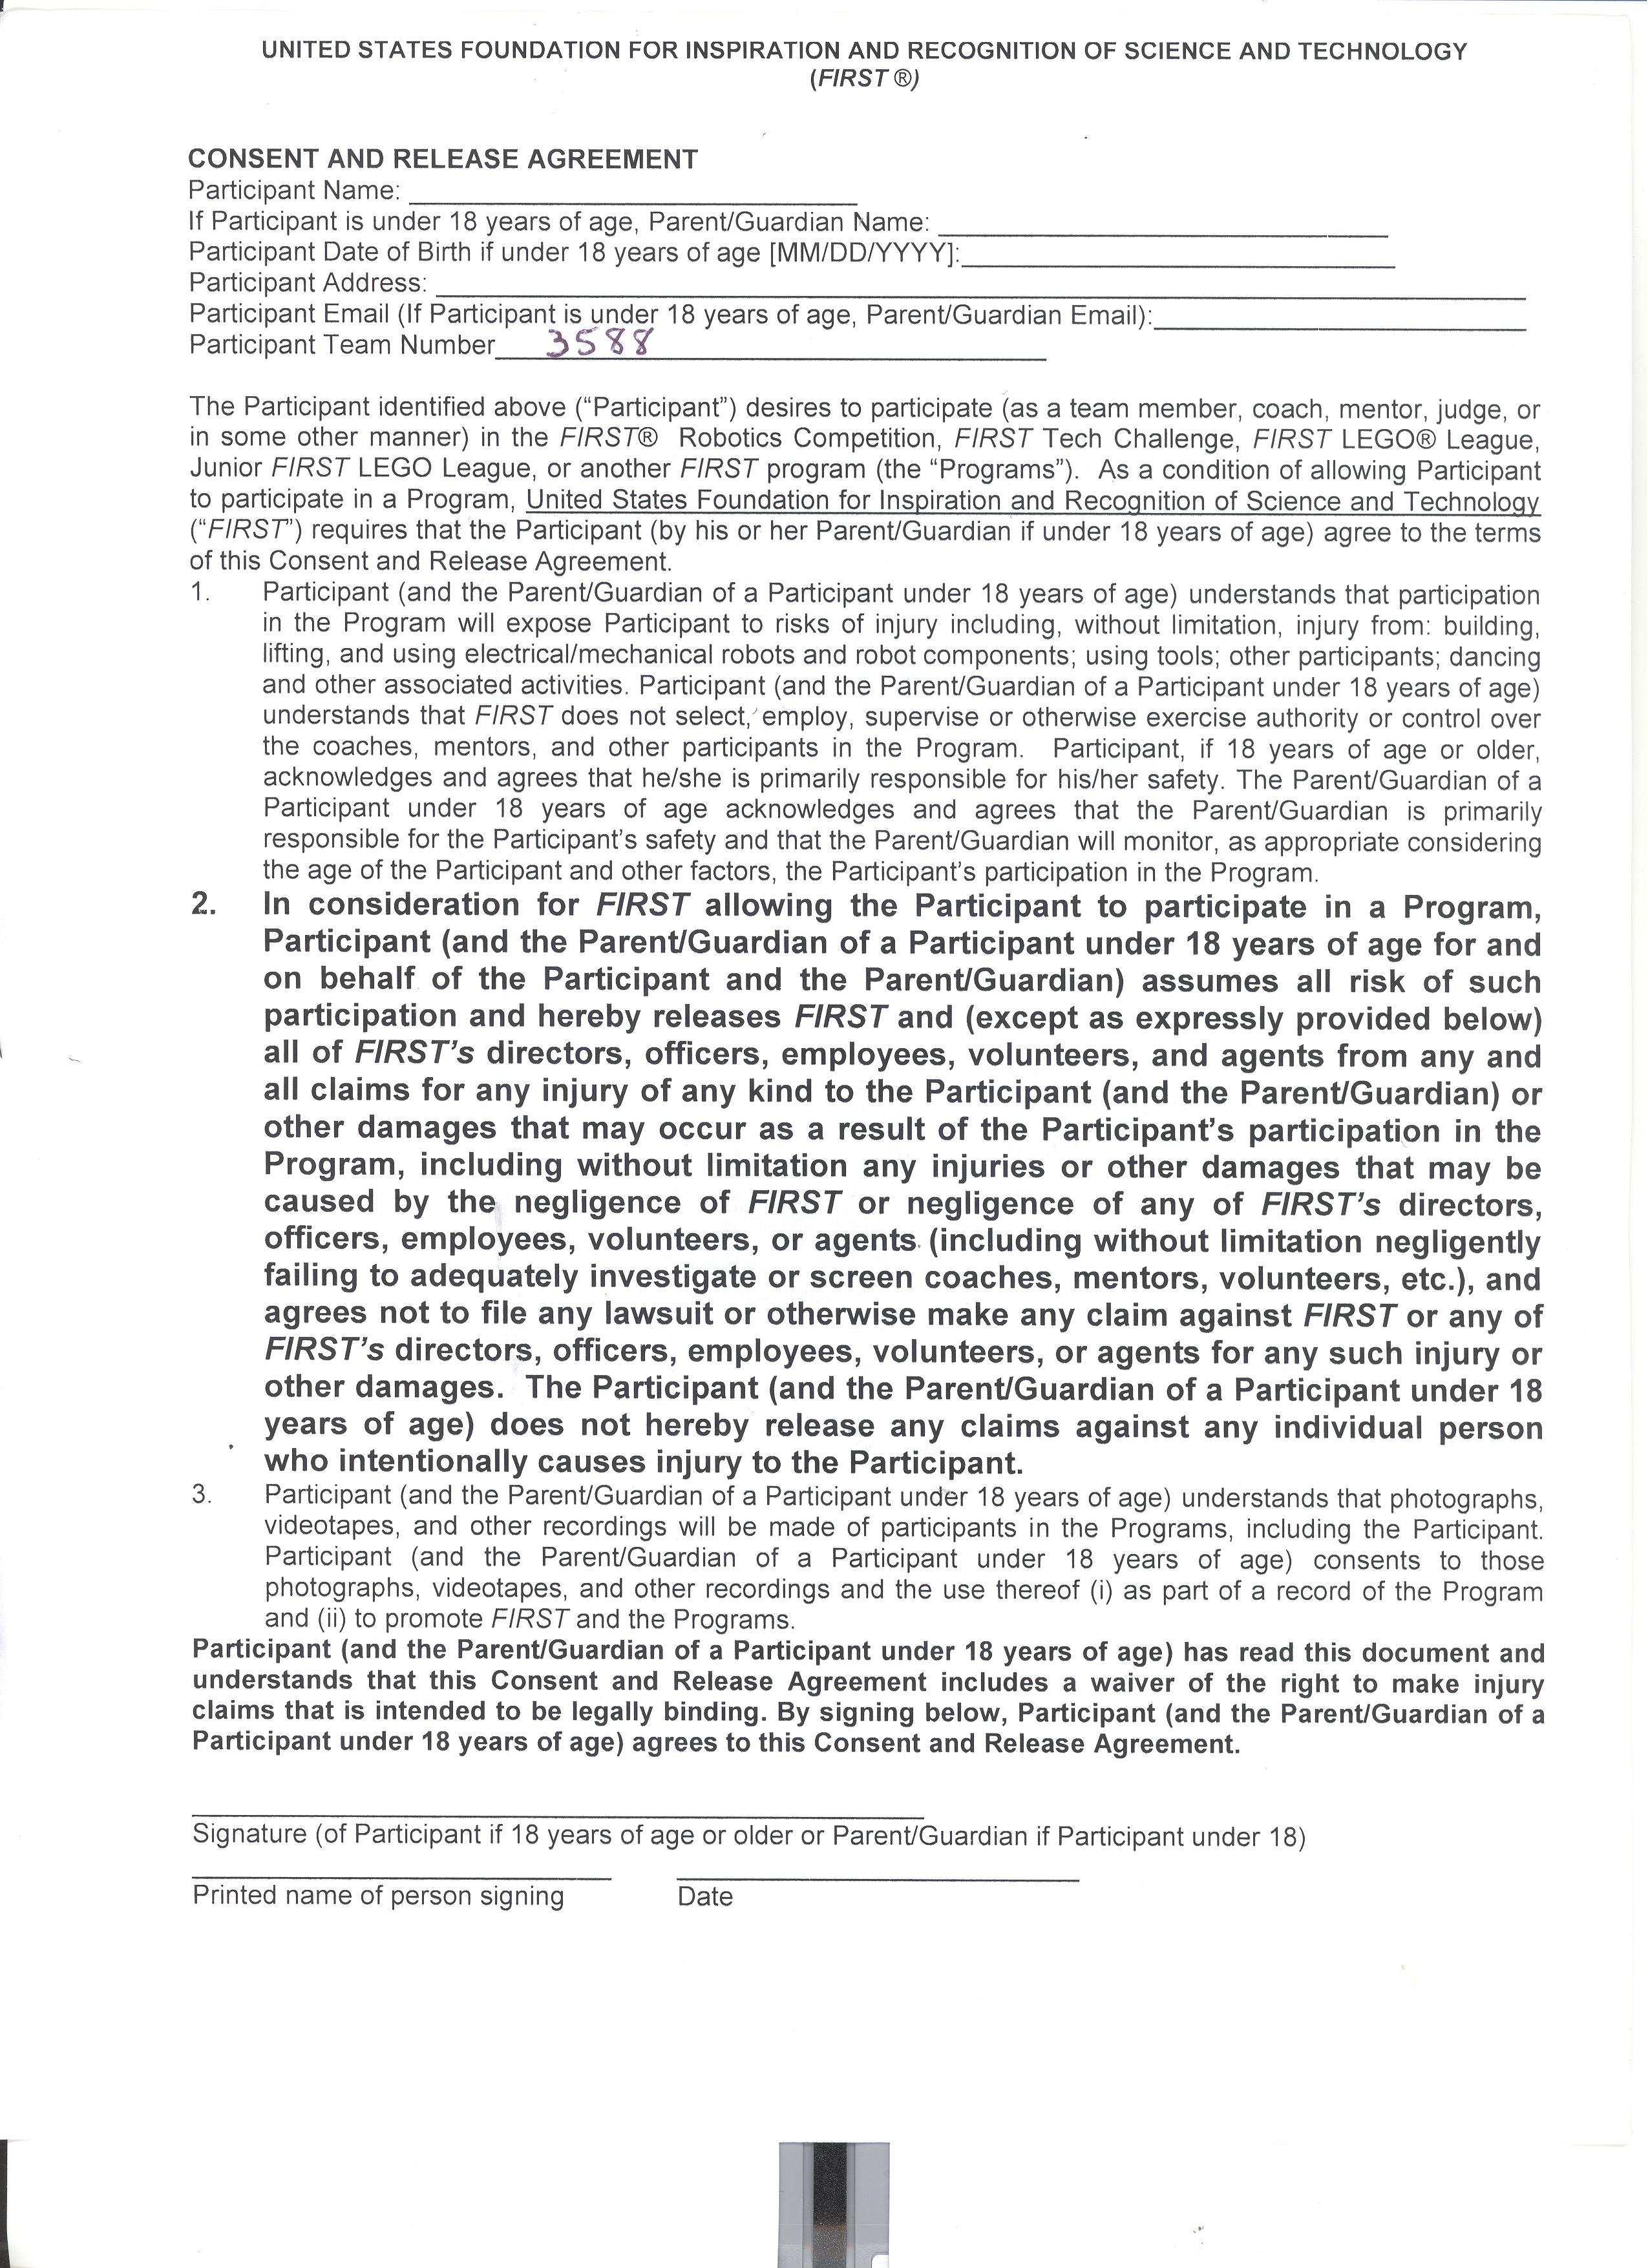 UNITED STATES FOUNDATION FOR INSPIRATION AND RECOGNITION OF SCIENCE AND TECHNOLOGY
(FIRST ®)
CONSENT AND RELEASE AGREEMENT
Participant Name:
If Participant is under 18 years of age, Parent/Guardian Name:
Participant Date of Birth if under 18 years of age [MM/DD/YYYY]:
Participant Address:
Participant Email (If Participant is under 18 years of age, Parent/Guardian Email):
Participant Team Number 3588
The Participant identified above (“Participant”) desires to participate (as a team member, coach, mentor, judge, or
in some other manner) in the FIRST® Robotics Competition, FIRST Tech Challenge, FIRST LEGO® League,
Junior FIRST LEGO League, or another FIRST program (the “Programs”). As a condition of allowing Participant
to participate in a Program, United States Foundation for Inspiration and Recognition of Science and Technology
(“FIRST”) requires that the Participant (by his or her Parent/Guardian if under 18 years of age) agree to the terms
of this Consent and Release Agreement.
1. Participant (and the Parent/Guardian of a Participant under 18 years of age) understands that participation
in the Program will expose Participant to risks of injury including, without limitation, injury from: building,
lifting, and using electrical/mechanical robots and robot components; using tools; other participants; dancing
and other associated activities. Participant (and the Parent/Guardian of a Participant under 18 years of age)
understands that FIRST does not select, employ, supervise or otherwise exercise authority or control over
the coaches, mentors, and other participants in the Program. Participant, if 18 years of age or older,
acknowledges and agrees that he/she is primarily responsible for his/her safety. The Parent/Guardian of a
Participant under 18 years of age acknowledges and agrees that the Parent/Guardian is primarily
responsible for the Participant’s safety and that the Parent/Guardian will monitor, as appropriate considering
the age of the Participant and other factors, the Participant’s participation in the Program.
2. In consideration for FIRST allowing the Participant to participate in a Program,
Participant (and the Parent/Guardian of a Participant under 18 years of age for and
on behalf of the Participant and the Parent/Guardian) assumes all risk of such
participation and hereby releases FIRST and (except as expressly provided below)
all of FIRST’s directors, officers, employees, volunteers, and agents from any and
all claims for any injury of any kind to the Participant (and the Parent/Guardian) or
other damages that may occur as a result of the Participant’s participation in the
Program, including without limitation any injuries or other damages that may be
caused by the negligence of FIRST or negligence of any of FIRST’s directors,
officers, employees, volunteers, or agents (including without limitation negligently
failing to adequately investigate or screen coaches, mentors, volunteers, etc.), and
agrees not to file any lawsuit or otherwise make any claim against FIRST or any of
FIRST’s directors, officers, employees, volunteers, or agents for any such injury or
other damages. The Participant (and the Parent/Guardian of a Participant under 18
years of age) does not hereby release any claims against any individual person
who intentionally causes injury to the Participant.
3. Participant (and the Parent/Guardian of a Participant under 18 years of age) understands that photographs,
videotapes, and other recordings will be made of participants in the Programs, including the Participant.
Participant (and the Parent/Guardian of a Participant under 18 years of age) consents to those
photographs, videotapes, and other recordings and the use thereof (i) as part of a record of the Program
and (ii) to promote FIRST and the Programs.
Participant (and the Parent/Guardian of a Participant under 18 years of age) has read this document and
understands that this Consent and Release Agreement includes a waiver of the right to make injury
claims that is intended to be legally binding. By signing below, Participant (and the Parent/Guardian of a
Participant under 18 years of age) agrees to this Consent and Release Agreement.
Signature (of Participant if 18 years of age or older or Parent/Guardian if Participant under 18)
Printed name of person signing Date